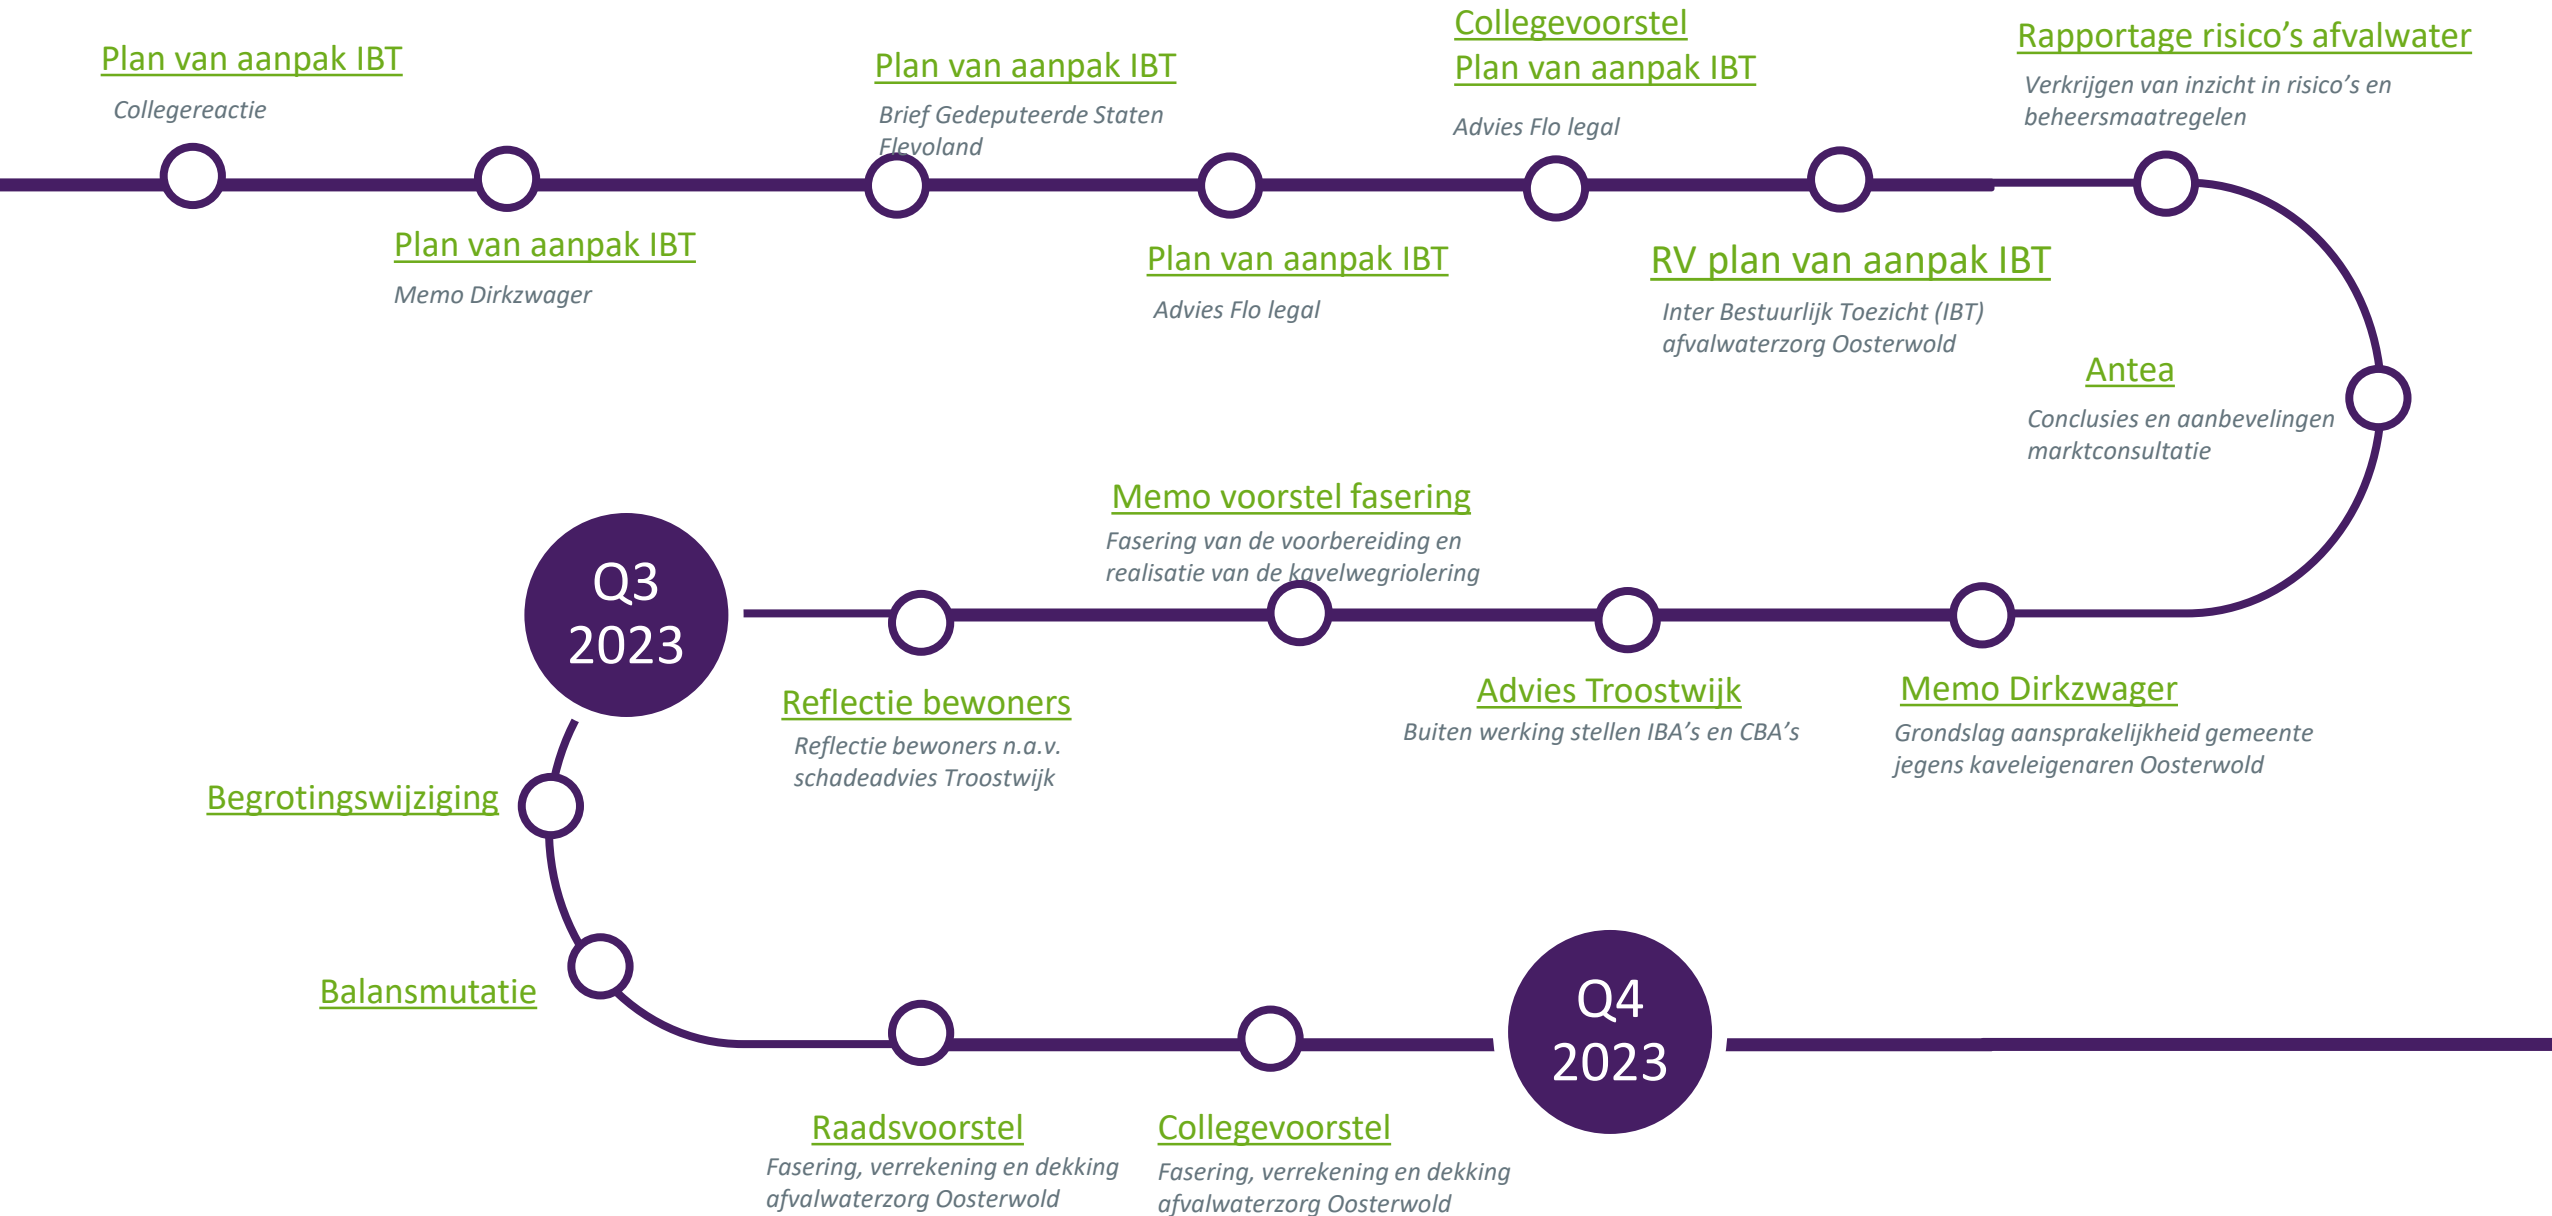 Plan van aanpak IBT
Collegereactie
Plan van aanpak IBT
Memo Dirkzwager
Plan van aanpak IBT
Brief Gedeputeerde Staten
Flevoland
Plan van aanpak IBT
Advies Flo legal
Collegevoorstel
Plan van aanpak IBT
Advies Flo legal
RV plan van aanpak IBT
Inter Bestuurlijk Toezicht (IBT)
afvalwaterzorg Oosterwold
Rapportage risico’s afvalwater
Verkrijgen van inzicht in risico’s en
beheersmaatregelen
Antea
Conclusies en aanbevelingen
marktconsultatie
Memo Dirkzwager
Grondslag aansprakelijkheid gemeente
jegens kaveleigenaren Oosterwold
Advies Troostwijk
Buiten werking stellen IBA’s en CBA’s
Memo voorstel fasering
Fasering van de voorbereiding en
realisatie van de kavelwegriolering
Reflectie bewoners
Reflectie bewoners n.a.v.
schadeadvies Troostwijk
Q3
2023
Begrotingswijziging
Balansmutatie
Raadsvoorstel
Fasering, verrekening en dekking
afvalwaterzorg Oosterwold
Collegevoorstel
Fasering, verrekening en dekking
afvalwaterzorg Oosterwold
Q4
2023